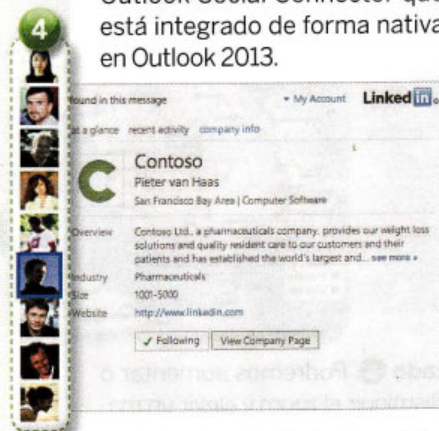 Outlook Social Connector que
está integrado de forma nativa
en Outlook 2013.
4
found in this message
My Account
Linked in
at a glance recent activity company info
C
Contoso
Pieter van Haas
San Francisco Bay Area | Computer Software
Overview
Contoso Ltd., a pharmaceuticals company, provides our weight loss
solutions and quality resident care to our customers and their
patients and has established the world's largest and... see more »
Industry
Pharmaceuticals
Size
1001-5000
Website
http://www.linkedin.com
✓ Following
View Company Page